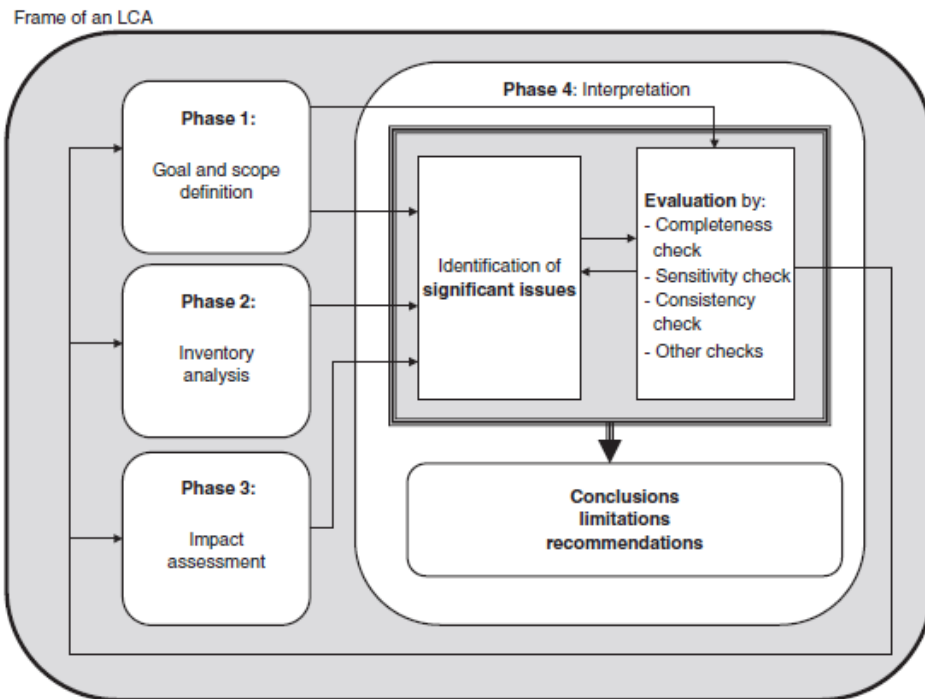 Frame of an LCA
Phase 1:
Goal and scope
definition
Phase 2:
Inventory
analysis
Phase 3:
Impact
assessment
Phase 4: Interpretation
Identification of
significant issues
Evaluation by:
- Completeness
check
- Sensitivity check
- Consistency
check
- Other checks
Conclusions
limitations
recommendations